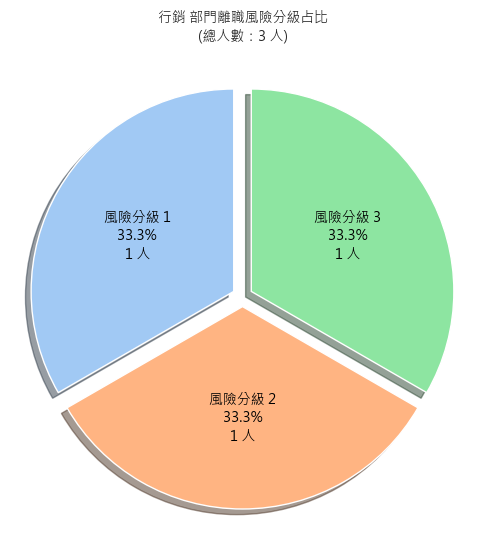 行銷 部門離職風險分級占比
(總人數：3 人)
風險分級 1
33.3%
1 人
風險分級 3
33.3%
1 人
風險分級 2
33.3%
1 人